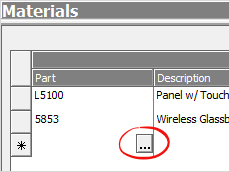 Materials
Part Description
L5100 Panel w/ Touch
5853 Wireless Glassb
* ...